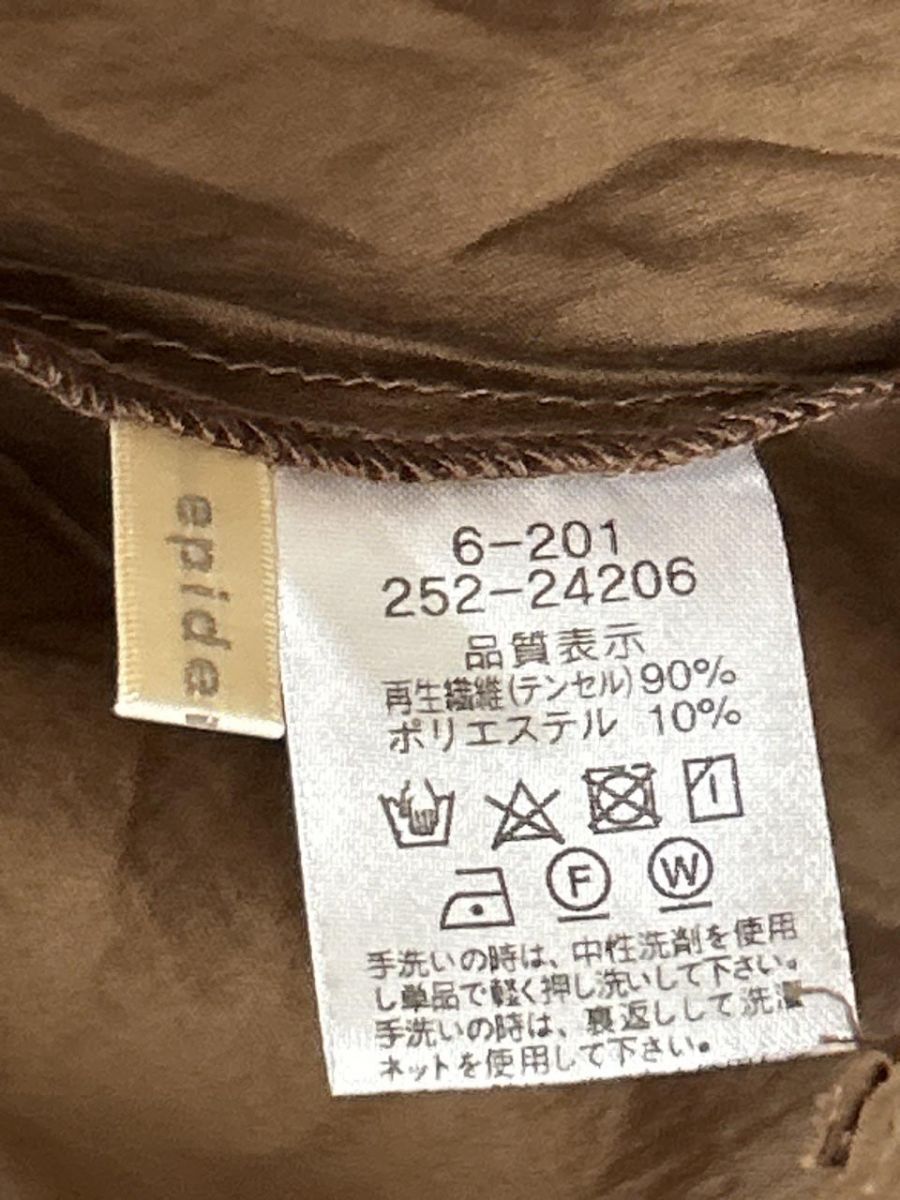 epide
6-201
252-24206
品質表示
再生繊維(テンセル)90%
ポリエステル 10%
F
W
手洗いの時は、中性洗剤を使用
し単品で軽く押し洗いして下さい。
手洗いの時は、裏返しして洗濯
ネットを使用して下さい。